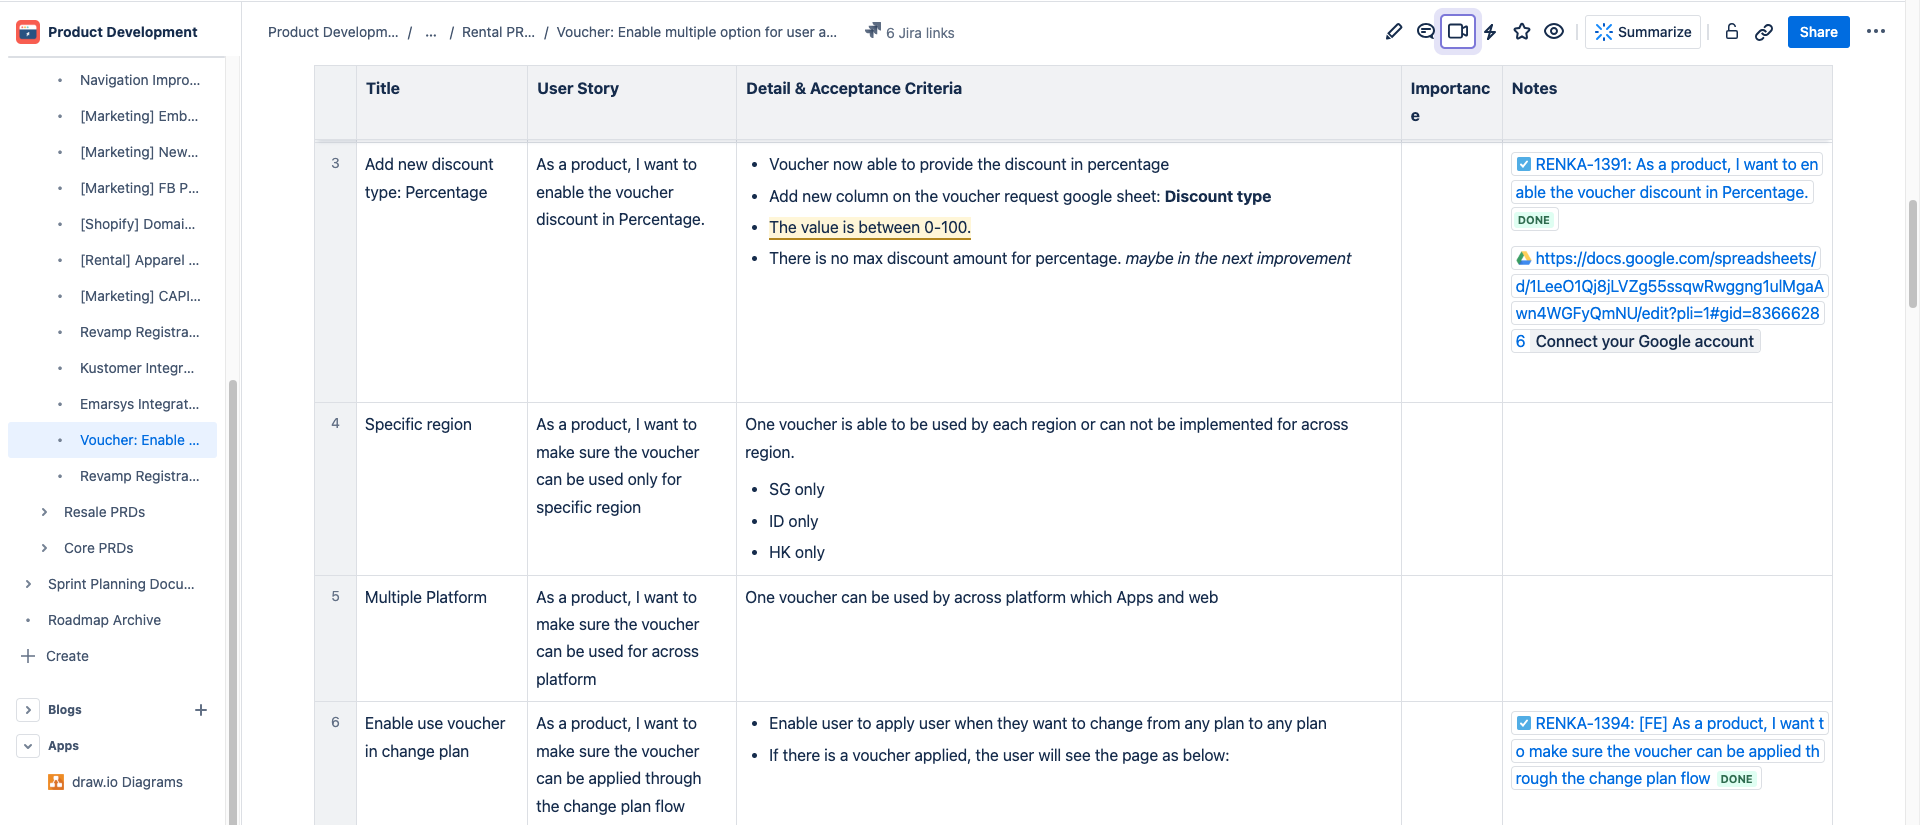 Product Development
Navigation Impro...
[Marketing] Emb...
[Marketing] New...
[Marketing] FB P...
[Shopify] Domai...
[Rental] Apparel ...
[Marketing] CAPI...
Revamp Registra...
Kustomer Integr...
Emarsys Integrat...
Voucher: Enable ...
Revamp Registra...
Resale PRDs
Core PRDs
Sprint Planning Docu...
Roadmap Archive
Create
Blogs
Apps
draw.io Diagrams
Product Developm... / ... / Rental PR... / Voucher: Enable multiple option for user a...
6 Jira links
Summarize
Share
Title
User Story
Detail & Acceptance Criteria
Importanc
e
Notes
3
Add new discount
type: Percentage
As a product, I want to
enable the voucher
discount in Percentage.
• Voucher now able to provide the discount in percentage
• Add new column on the voucher request google sheet: Discount type
• The value is between 0-100.
• There is no max discount amount for percentage. maybe in the next improvement
RENKA-1391: As a product, I want to en
able the voucher discount in Percentage.
DONE
https://docs.google.com/spreadsheets/
d/1LeeO1Qj8jLVZg55ssqwRwggng1ulMgaA
wn4WGFyQmNU/edit?pli=1#gid=8366628
6 Connect your Google account
4
Specific region
As a product, I want to
make sure the voucher
can be used only for
specific region
One voucher is able to be used by each region or can not be implemented for across
region.
• SG only
• ID only
• HK only
5
Multiple Platform
As a product, I want to
make sure the voucher
can be used for across
platform
One voucher can be used by across platform which Apps and web
6
Enable use voucher
in change plan
As a product, I want to
make sure the voucher
can be applied through
the change plan flow
• Enable user to apply user when they want to change from any plan to any plan
• If there is a voucher applied, the user will see the page as below:
RENKA-1394: [FE] As a product, I want t
o make sure the voucher can be applied th
rough the change plan flow DONE